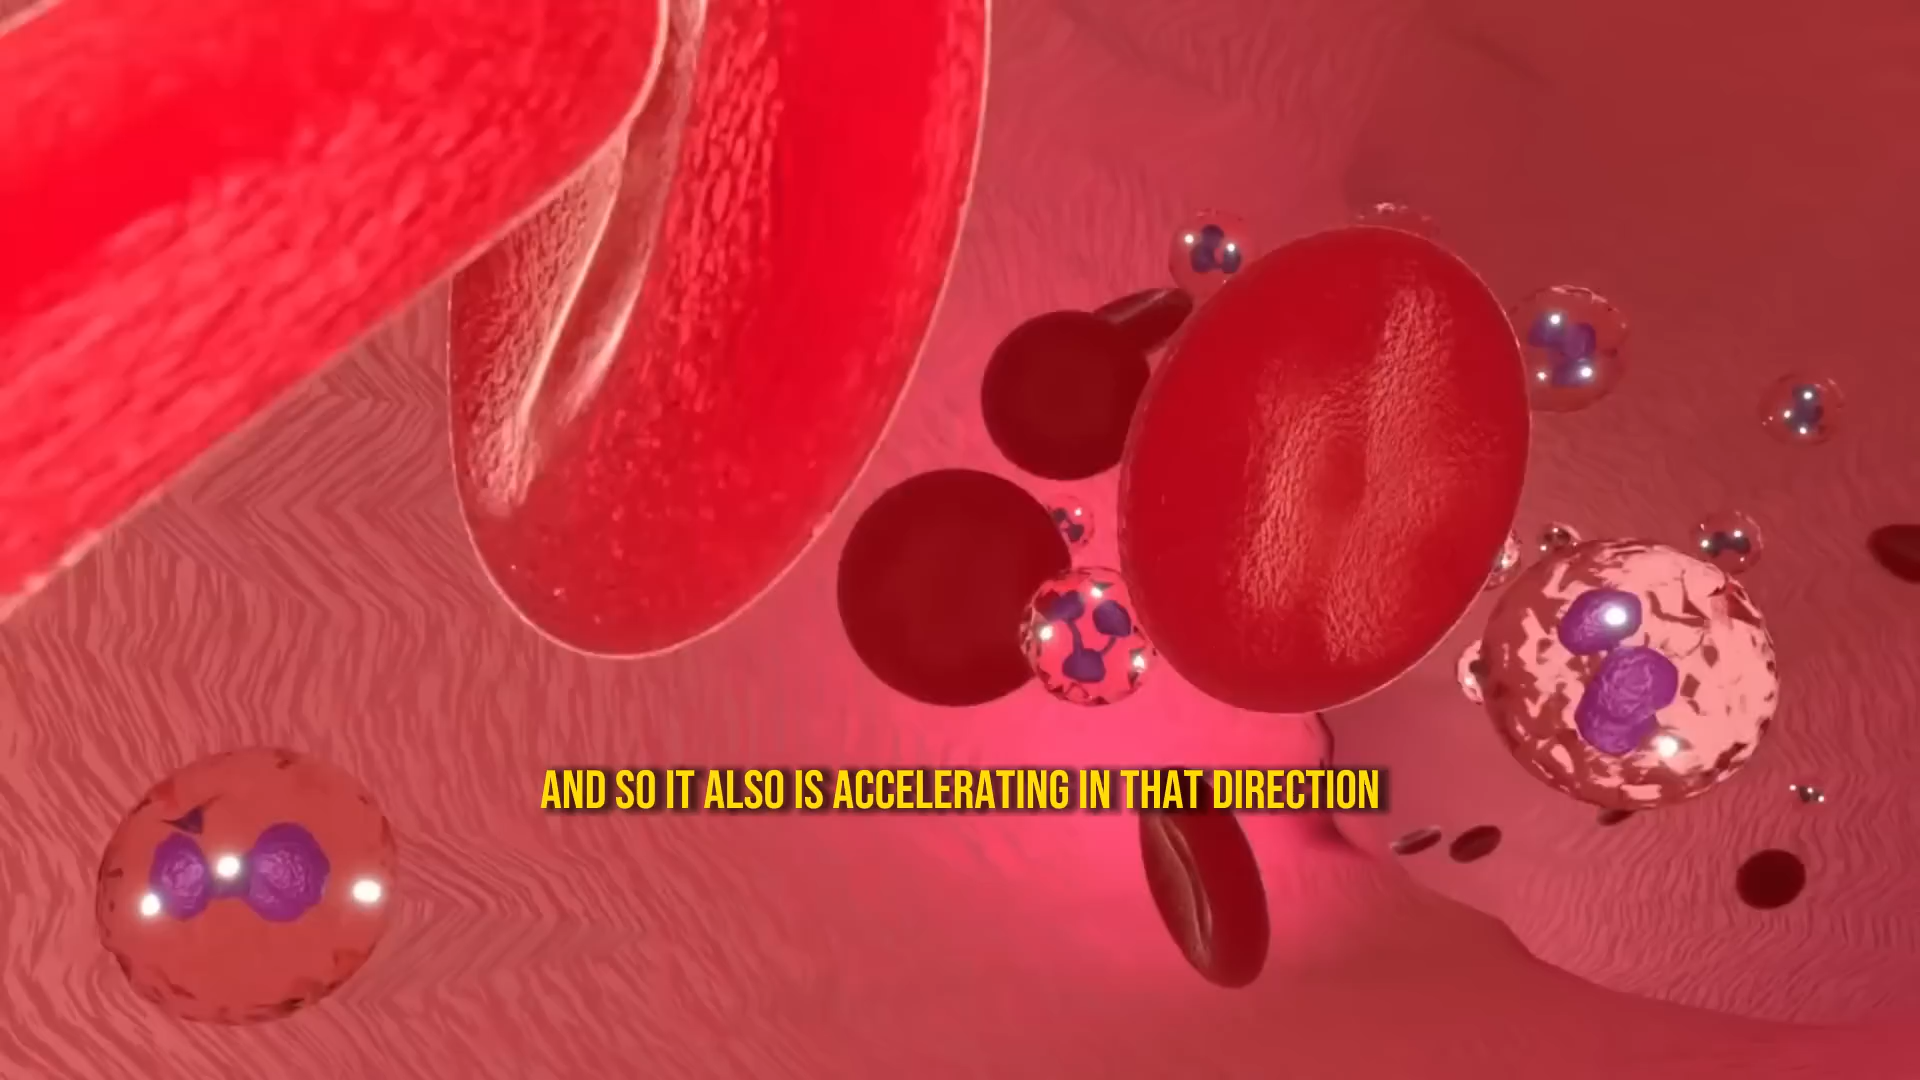 AND SO IT ALSO IS ACCELERATING IN THAT DIRECTION